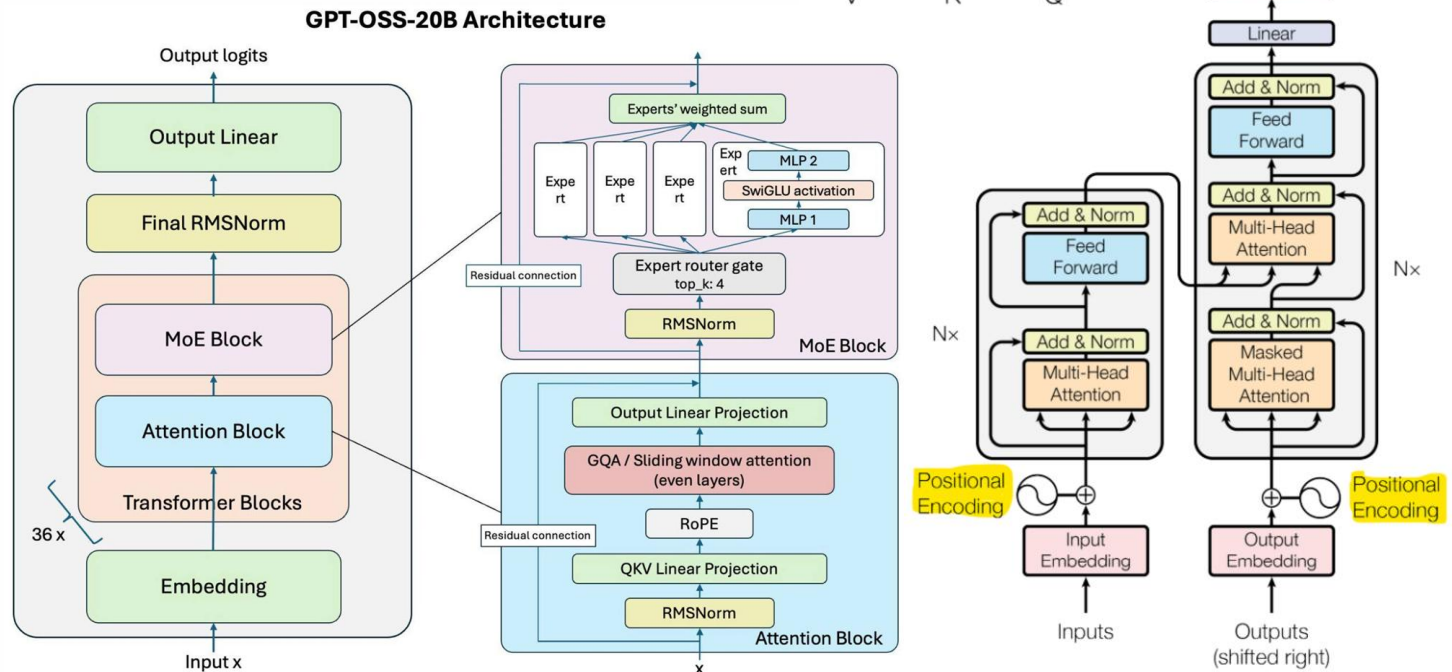 GPT-OSS-20B Architecture
Output logits
Output Linear
Final RMSNorm
MoE Block
Attention Block
Transformer Blocks
36 x
Embedding
Input x
Experts' weighted sum
Expe
rt
Expe
rt
Expe
rt
Exp
ert
MLP 2
SwiGLU activation
MLP 1
Residual connection
Expert router gate
top_k: 4
RMSNorm
MoE Block
Output Linear Projection
GQA / Sliding window attention
(even layers)
RoPE
Residual connection
QKV Linear Projection
RMSNorm
Attention Block
x
Linear
Add & Norm
Feed
Forward
Add & Norm
Multi-Head
Attention
Nx
Add & Norm
Masked
Multi-Head
Attention
Add & Norm
Feed
Forward
Nx
Add & Norm
Multi-Head
Attention
Positional
Encoding
Positional
Encoding
Input
Embedding
Output
Embedding
Inputs
Outputs
(shifted right)